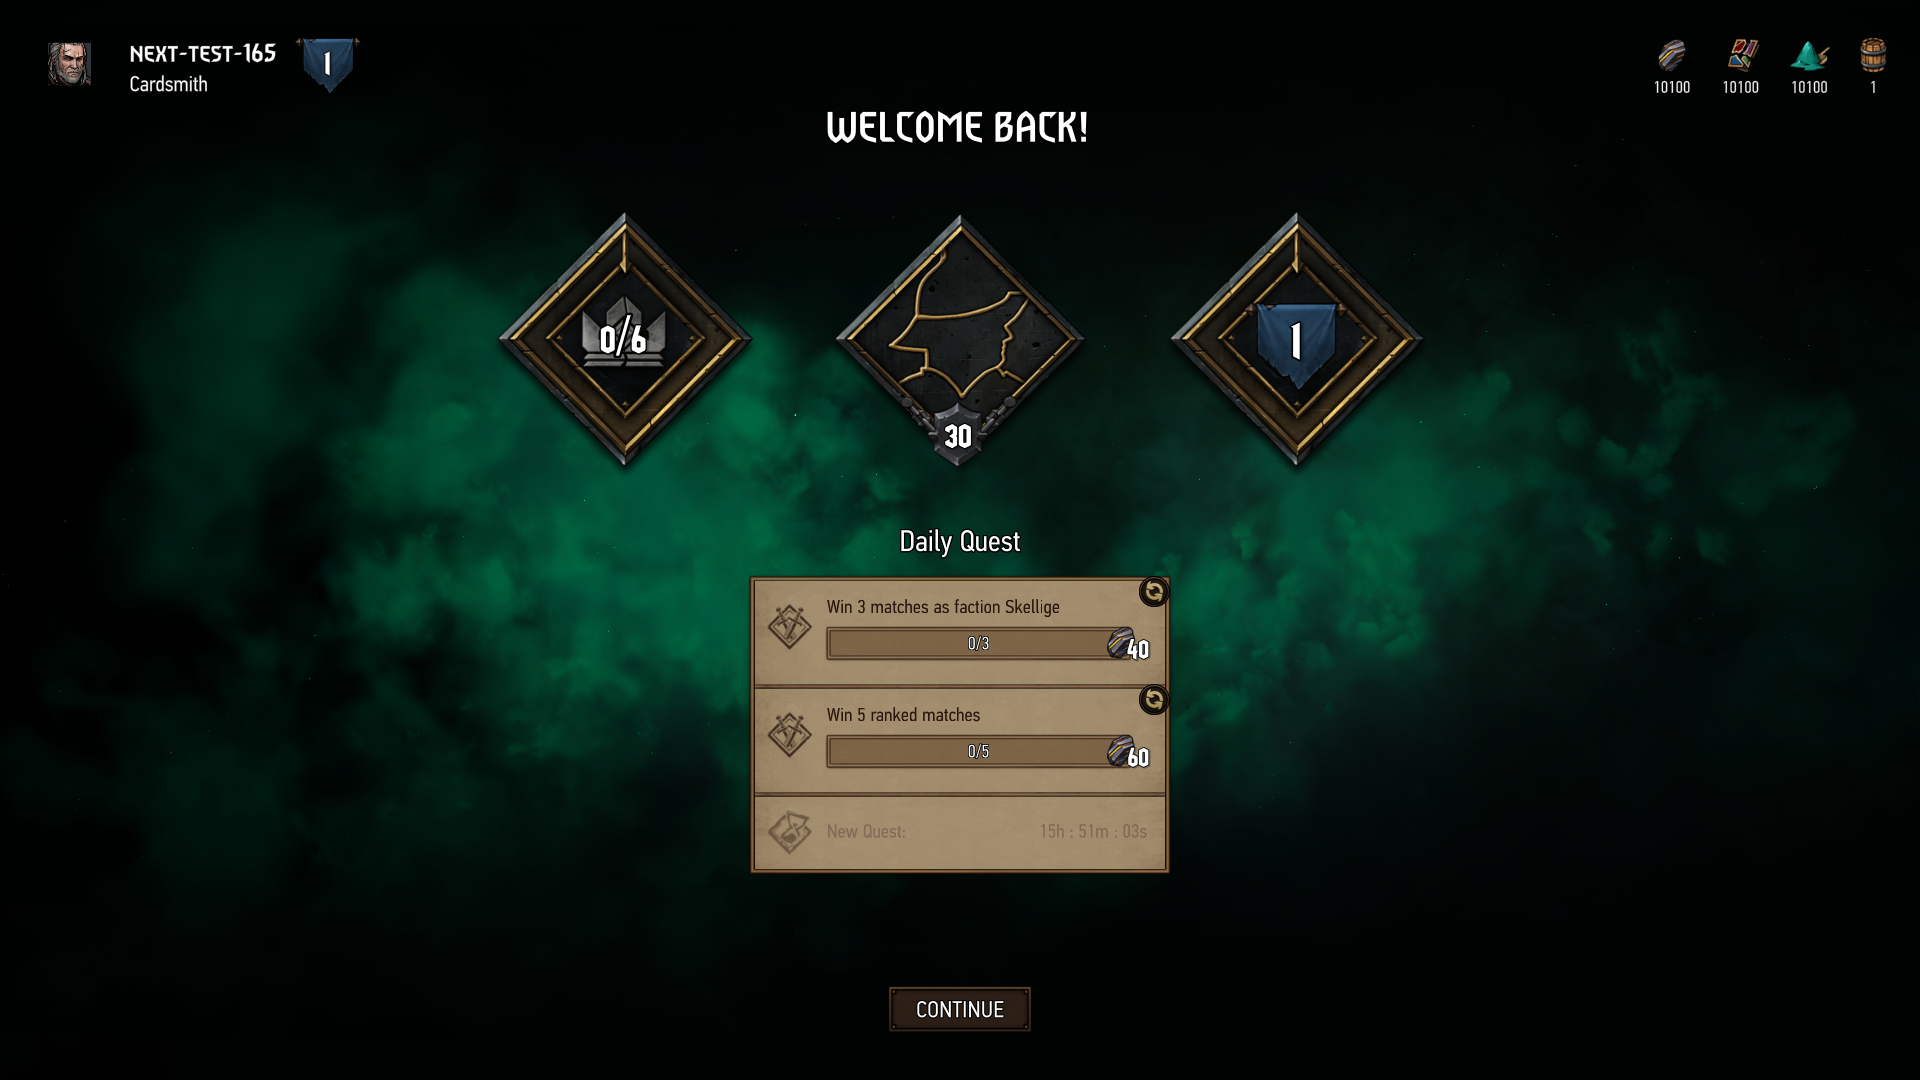 NEXT-TEST-165
1
Cardsmith
10100
10100
10100
1
WELCOME BACK!
0/6
30
1
Daily Quest
Win 3 matches as faction Skellige
0/3
40
Win 5 ranked matches
0/5
60
New Quest: 15h : 51m : 03s
CONTINUE